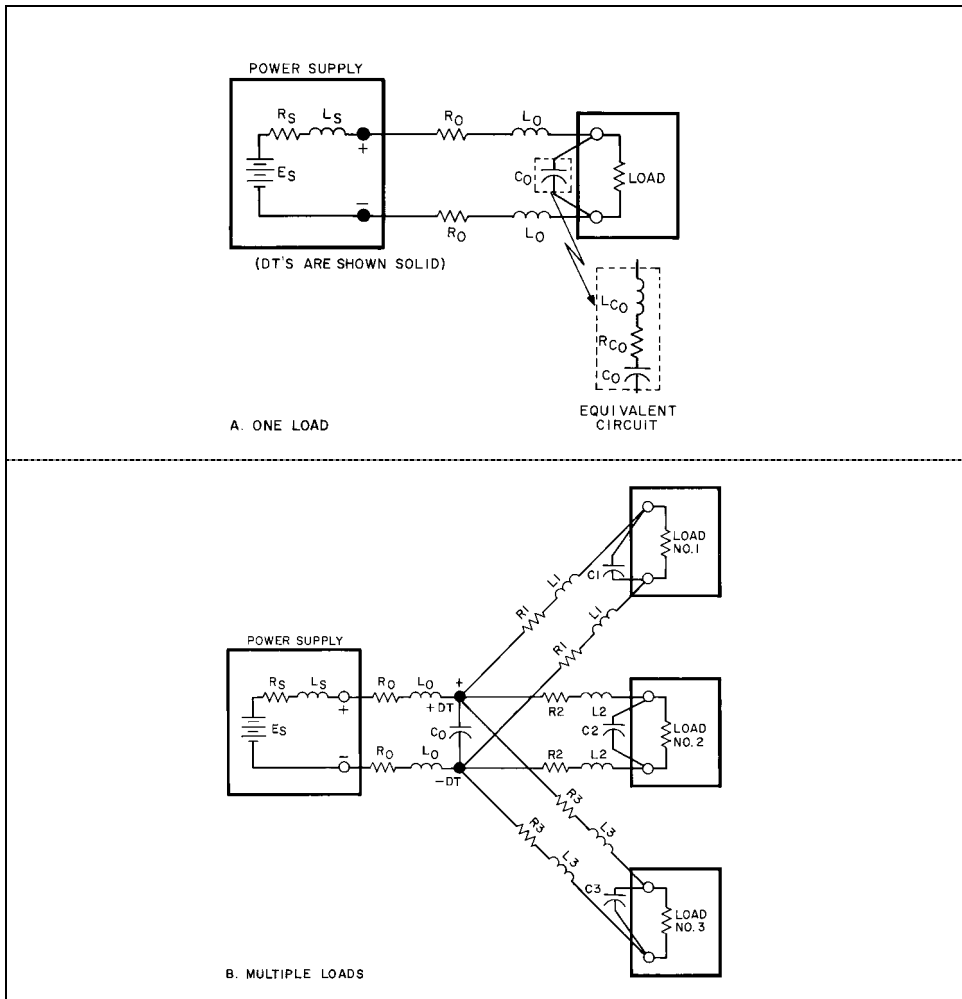 POWER SUPPLY
RS LS
RO LO
+
ES
CO
LOAD
−
RO LO
(DT'S ARE SHOWN SOLID)
LCO
RCO
CO
EQUIVALENT
CIRCUIT
A. ONE LOAD
LOAD
NO.1
C1
L1
R1
L1
R1
POWER SUPPLY
RS LS
RO LO
+
+DT
+
ES
CO
R2 L2
C2
LOAD
NO.2
−
RO LO
−DT
R2 L2
R3
L3
R3
L3
C3
LOAD
NO.3
B. MULTIPLE LOADS